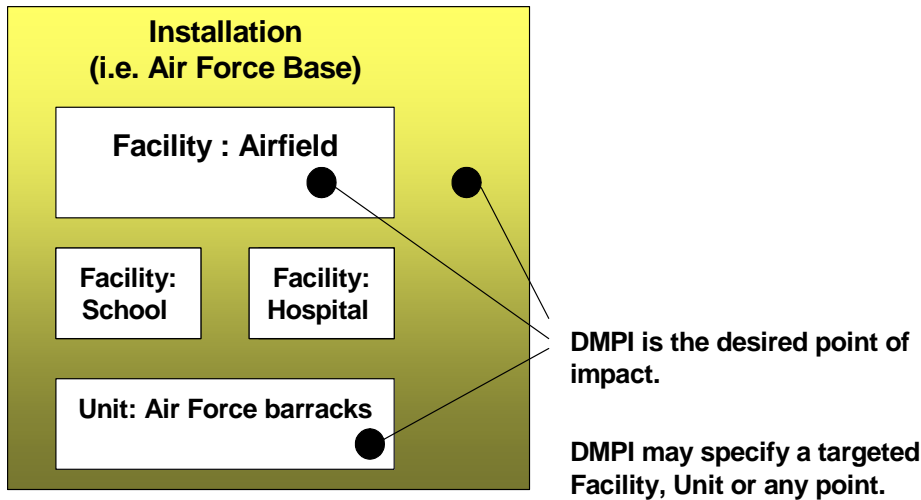 Installation
(i.e. Air Force Base)
Facility : Airfield
Facility:
School
Facility:
Hospital
Unit: Air Force barracks
DMPI is the desired point of
impact.
DMPI may specify a targeted
Facility, Unit or any point.